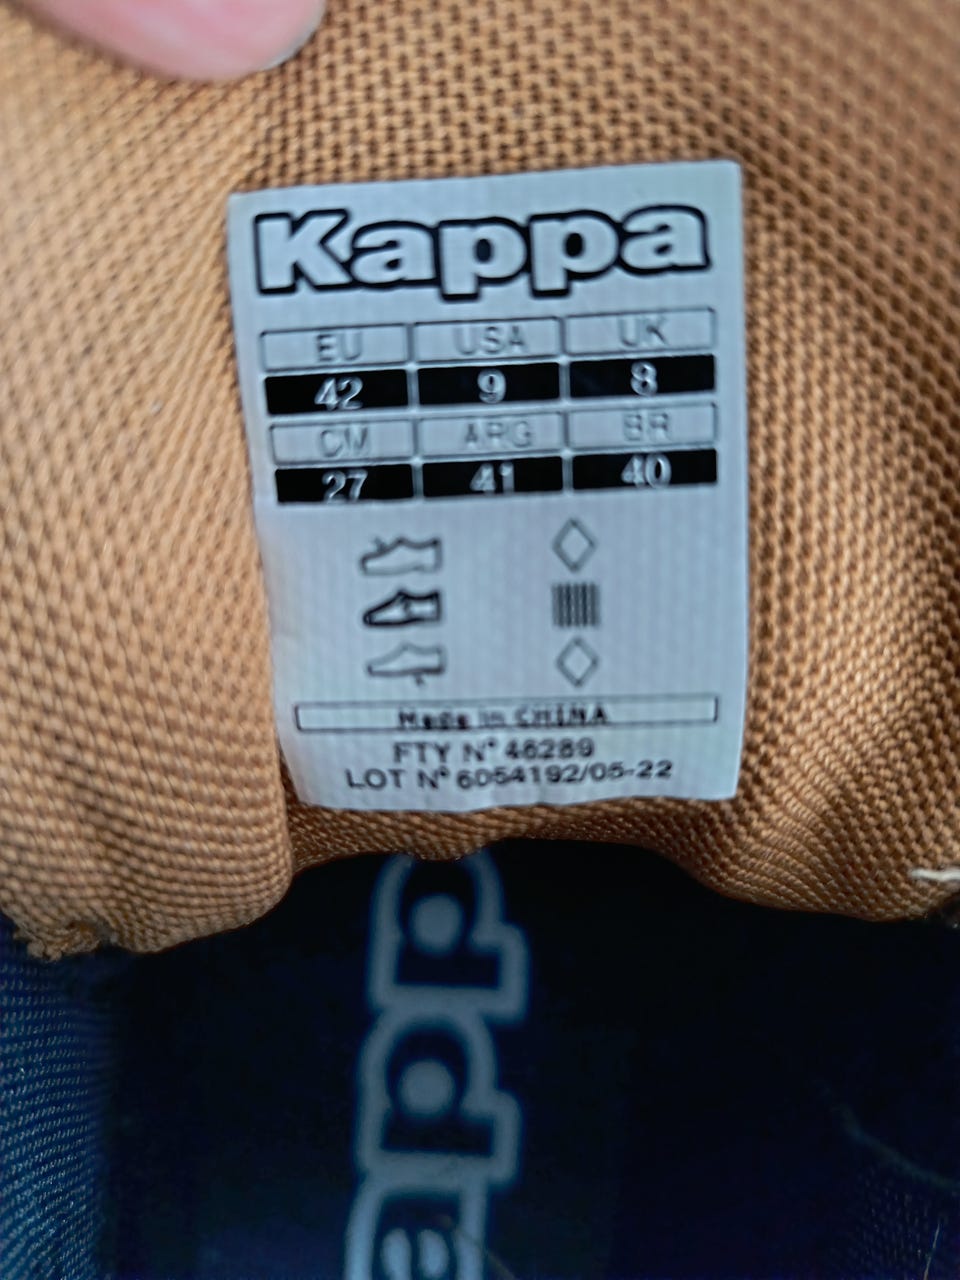 Kappa
EU USA UK
42 9 8
CM ARG BR
27 41 40
Made in CHINA
FTY N° 46289
LOT N° 6054192/05-22
appa